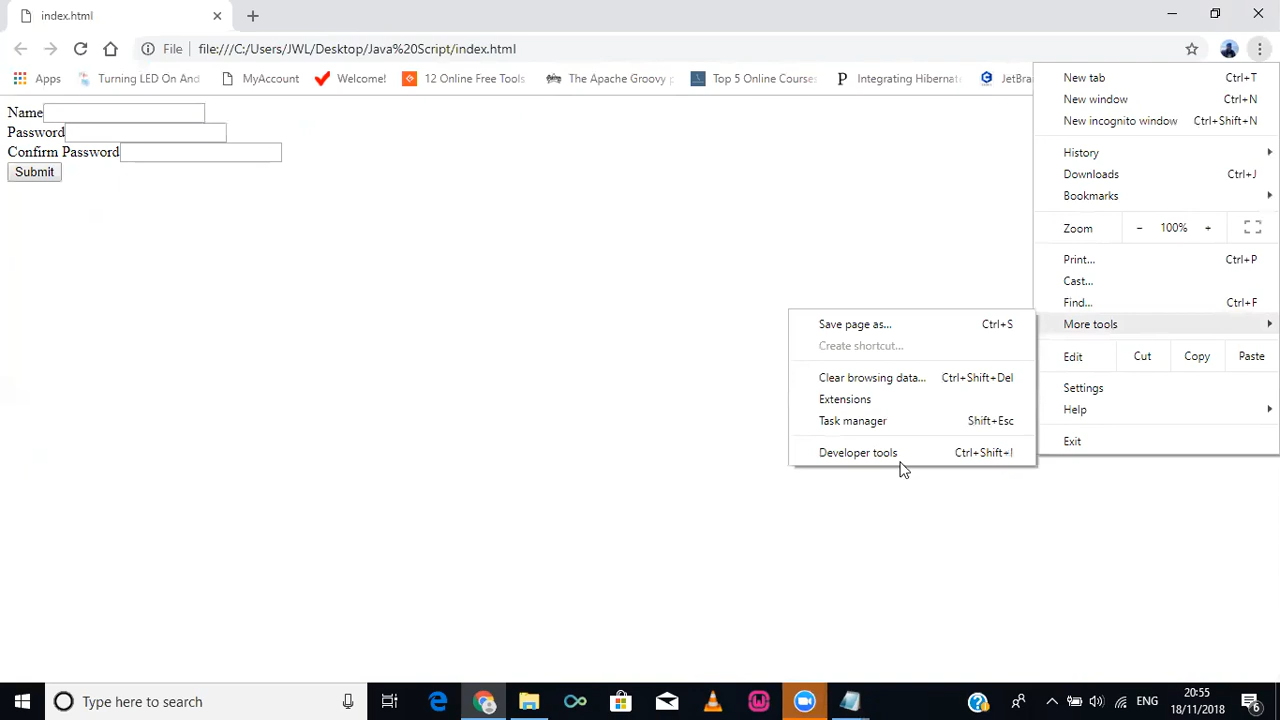 index.html
File
file:///C:/Users/JWL/Desktop/Java%20Script/index.html
Apps
Turning LED On And
MyAccount
Welcome!
12 Online Free Tools
The Apache Groovy p
Top 5 Online Courses
Integrating Hibernat
JetBra
Name
Password
Confirm Password
Submit
New tab Ctrl+T
New window Ctrl+N
New incognito window Ctrl+Shift+N
History
Downloads Ctrl+J
Bookmarks
Zoom - 100% +
Print... Ctrl+P
Cast...
Find... Ctrl+F
More tools
Edit Cut Copy Paste
Settings
Help
Exit
Save page as... Ctrl+S
Create shortcut...
Clear browsing data... Ctrl+Shift+Del
Extensions
Task manager Shift+Esc
Developer tools Ctrl+Shift+I
Type here to search
ENG
20:55
18/11/2018
6